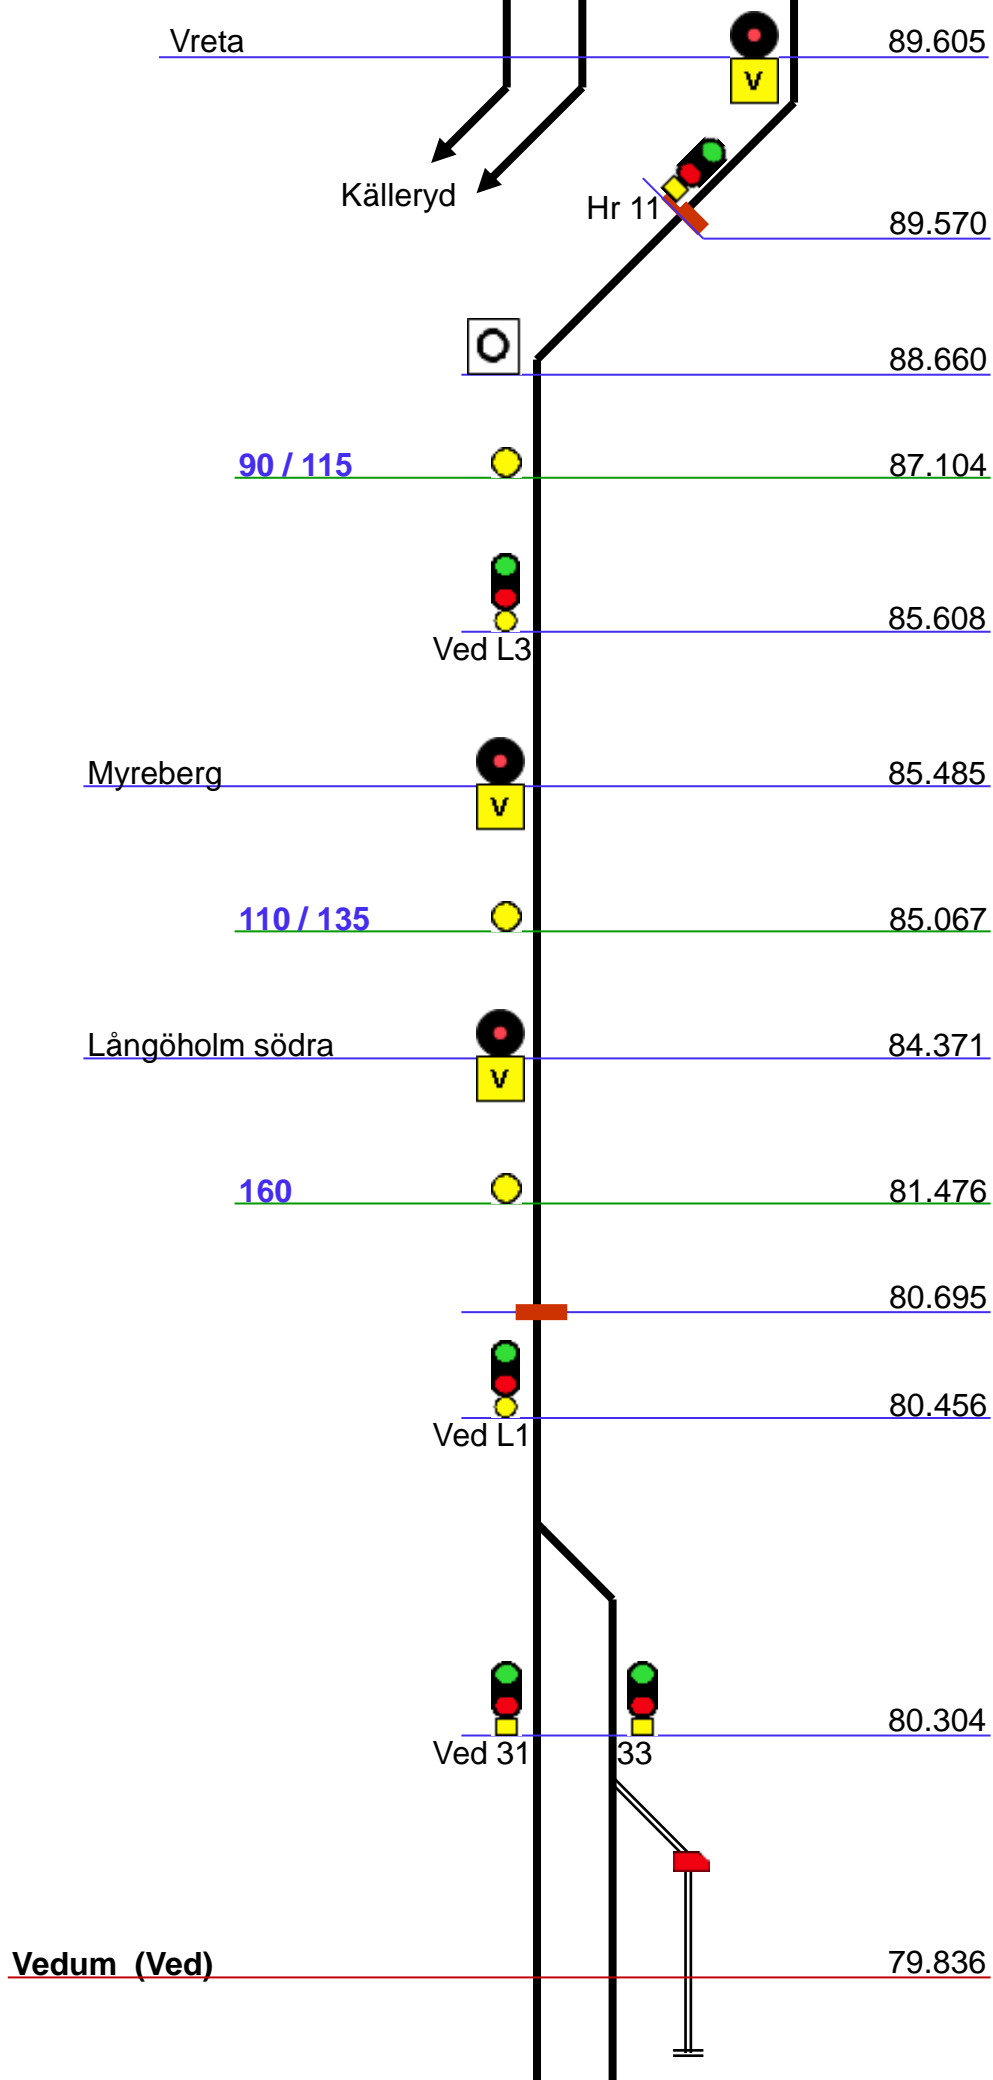 Vreta 89.605
V
Källeryd
Hr 11
89.570
O
88.660
90 / 115 87.104
85.608
Ved L3
Myreberg 85.485
V
110 / 135 85.067
Långöholm södra 84.371
V
160 81.476
80.695
80.456
Ved L1
80.304
Ved 31 33
Vedum (Ved) 79.836